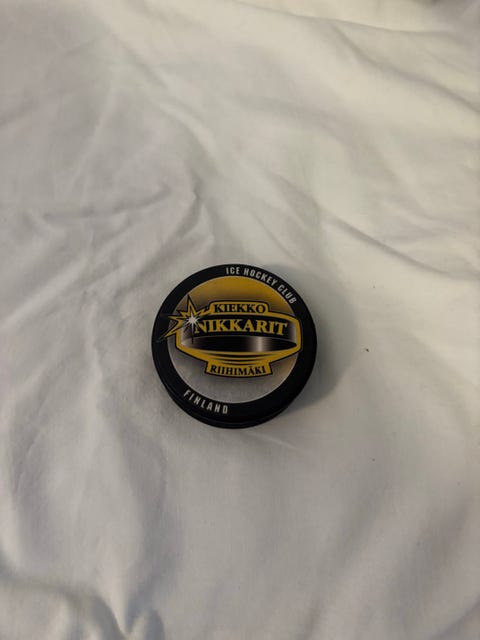 ICE HOCKEY CLUB
KIEKKO
NIKKARIT
RIIHIMÄKI
FINLAND